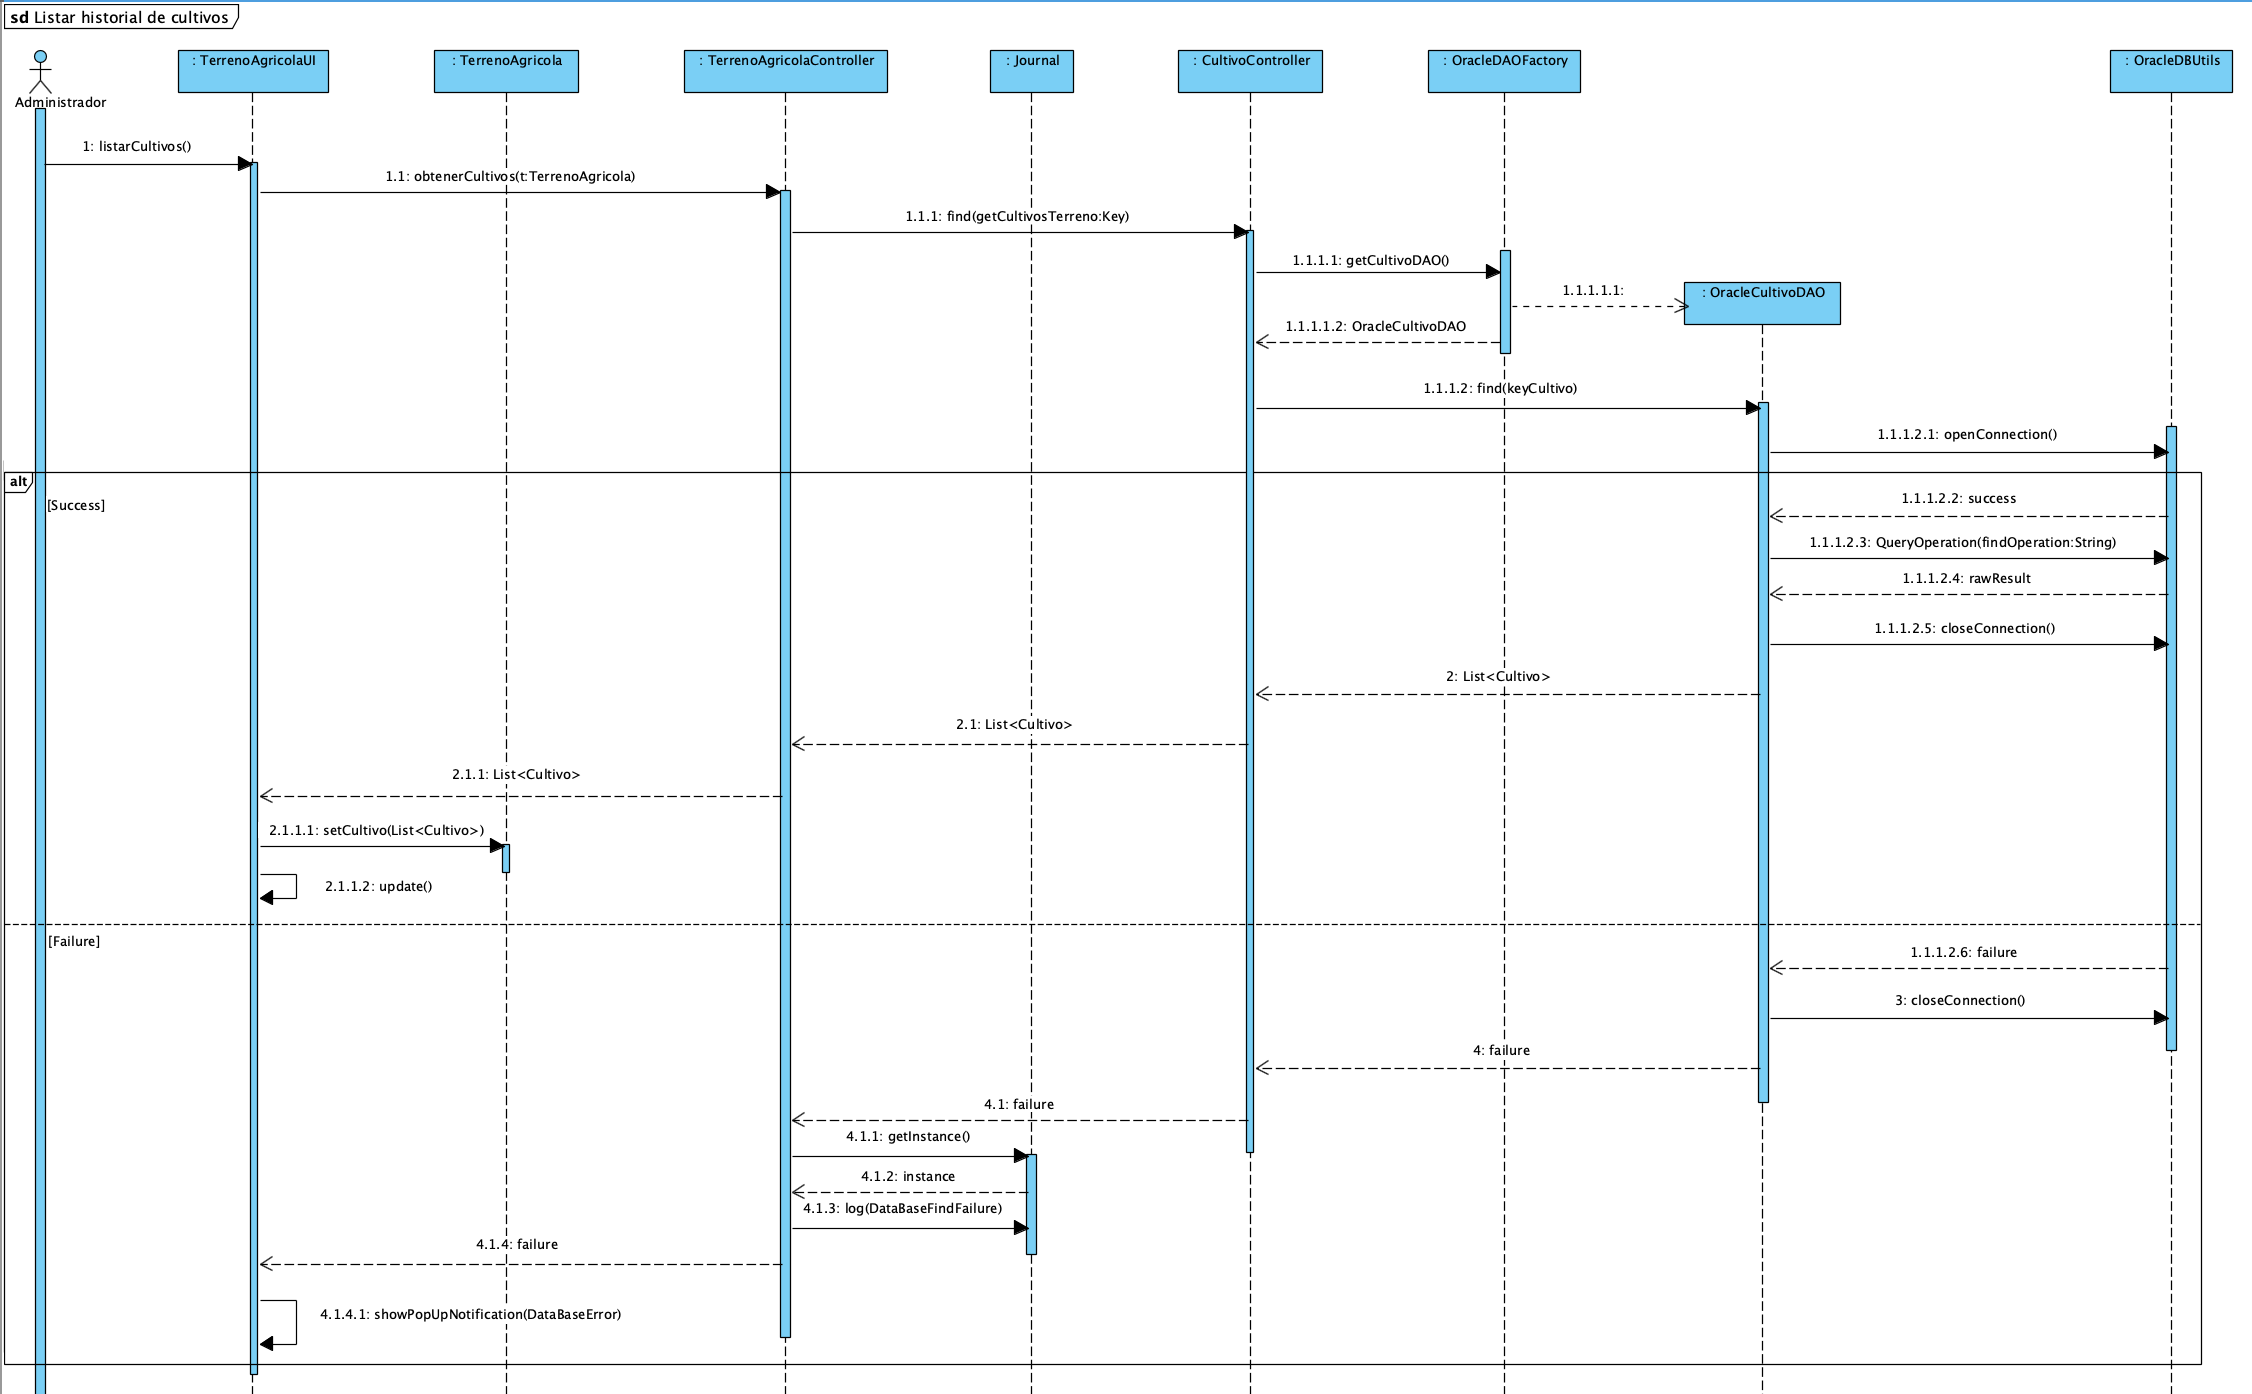 sd Listar historial de cultivos
Administrador
: TerrenoAgricolaUI
: TerrenoAgricola
: TerrenoAgricolaController
: Journal
: CultivoController
: OracleDAOFactory
: OracleDBUtils
1: listarCultivos()
1.1: obtenerCultivos(t:TerrenoAgricola)
1.1.1: find(getCultivosTerreno:Key)
1.1.1.1: getCultivoDAO()
1.1.1.1.1:
: OracleCultivoDAO
1.1.1.1.2: OracleCultivoDAO
1.1.1.2: find(keyCultivo)
1.1.1.2.1: openConnection()
alt
[Success]
1.1.1.2.2: success
1.1.1.2.3: QueryOperation(findOperation:String)
1.1.1.2.4: rawResult
1.1.1.2.5: closeConnection()
2: List<Cultivo>
2.1: List<Cultivo>
2.1.1: List<Cultivo>
2.1.1.1: setCultivo(List<Cultivo>)
2.1.1.2: update()
[Failure]
1.1.1.2.6: failure
3: closeConnection()
4: failure
4.1: failure
4.1.1: getInstance()
4.1.2: instance
4.1.3: log(DataBaseFindFailure)
4.1.4: failure
4.1.4.1: showPopUpNotification(DataBaseError)